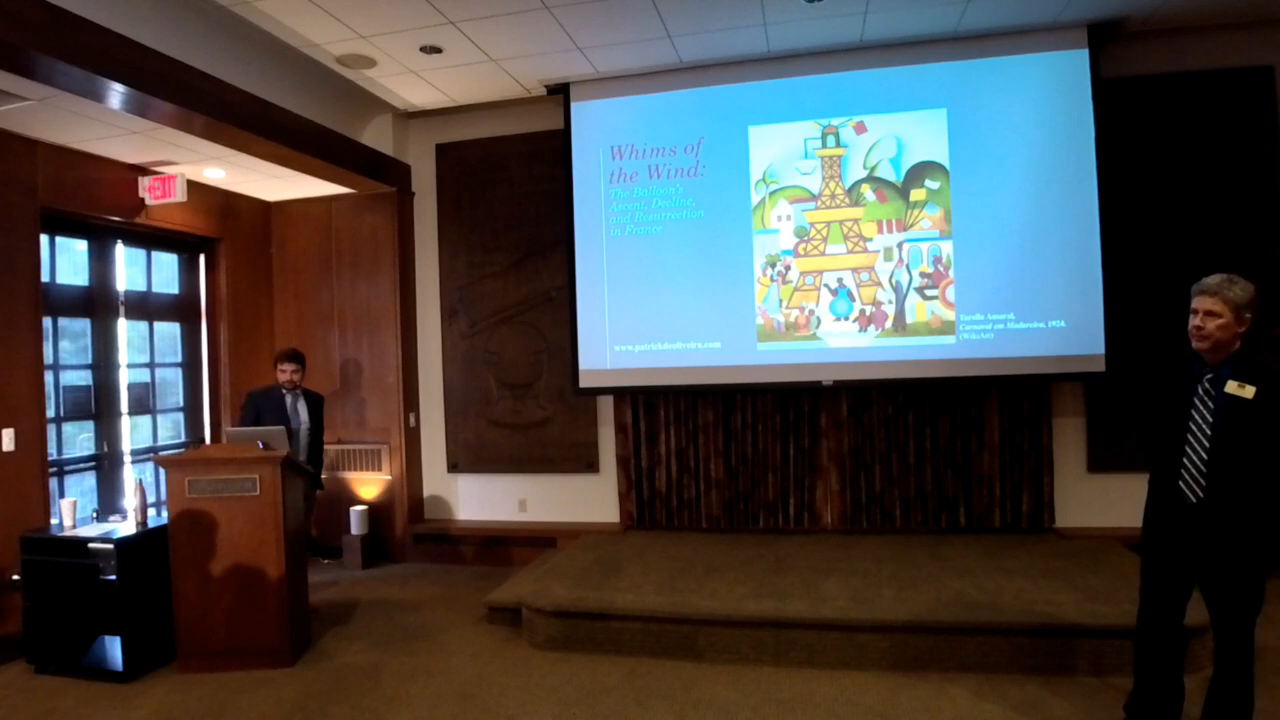 EXIT
Whims of
the Wind:
The Balloon's
Ascent, Decline,
and Resurrection
in France
www.patrickdeoliveira.com
Tarsila Amaral,
Carnaval em Madureira, 1924.
(WikiArt)